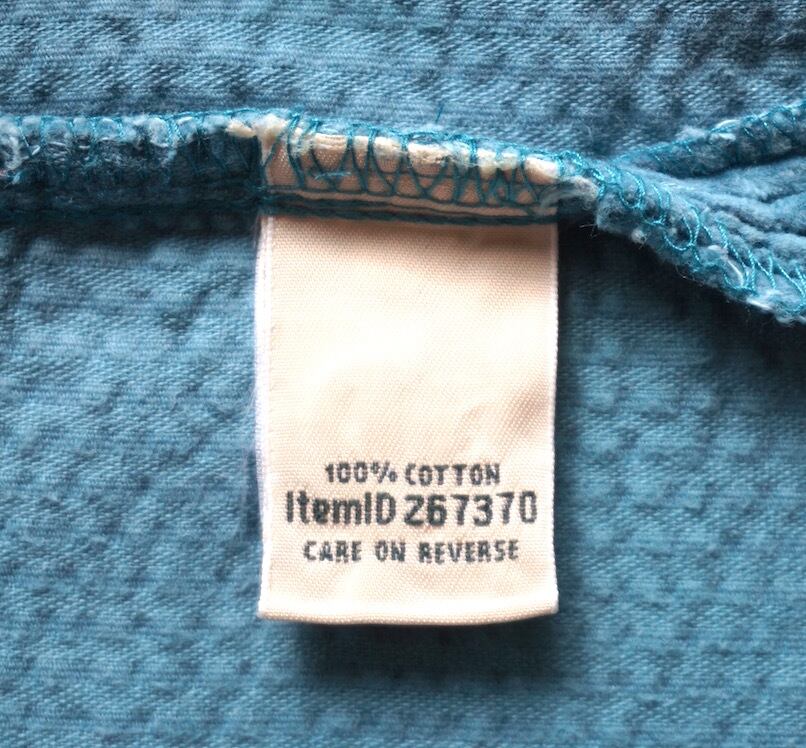 100% COTTON
ItemID 267370
CARE ON REVERSE